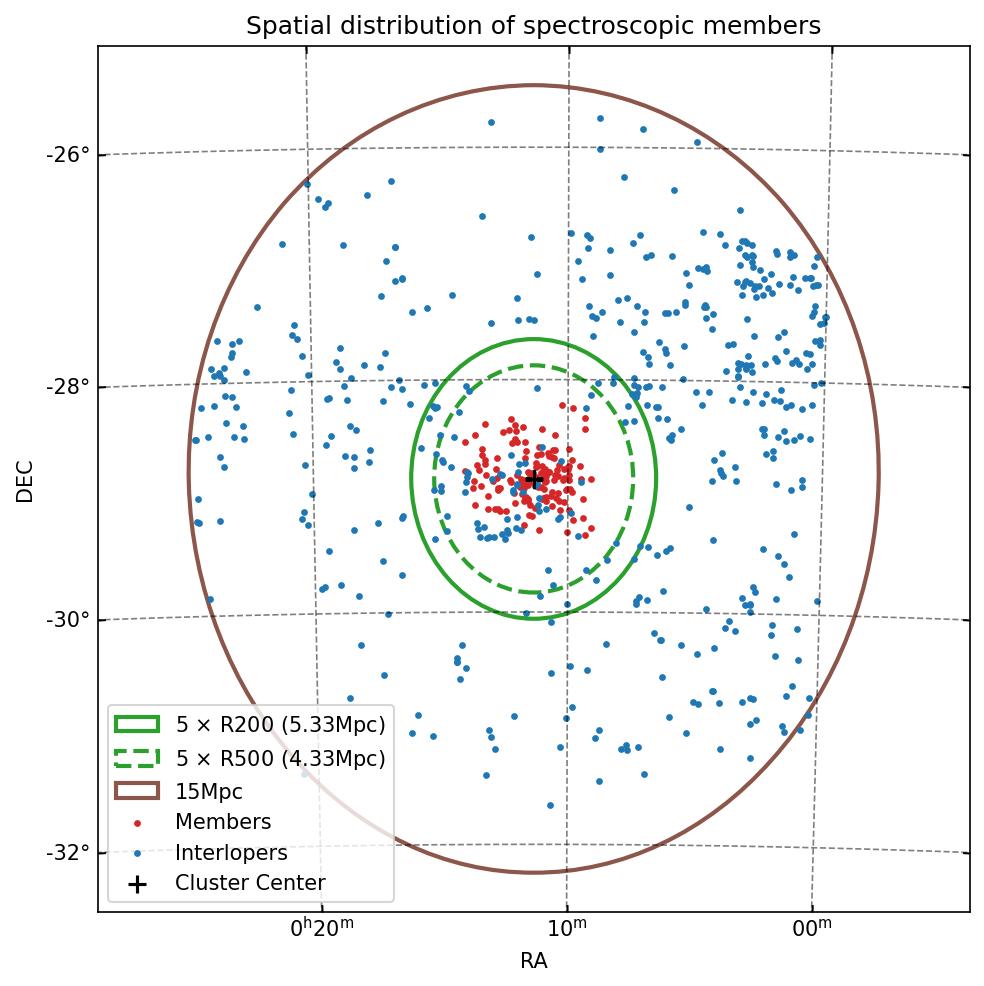 Spatial distribution of spectroscopic members
-26°
-28°
-30°
-32°
DEC
5 × R200 (5.33Mpc)
5 × R500 (4.33Mpc)
15Mpc
Members
Interlopers
Cluster Center
0ʰ20ᵐ
10ᵐ
00ᵐ
RA